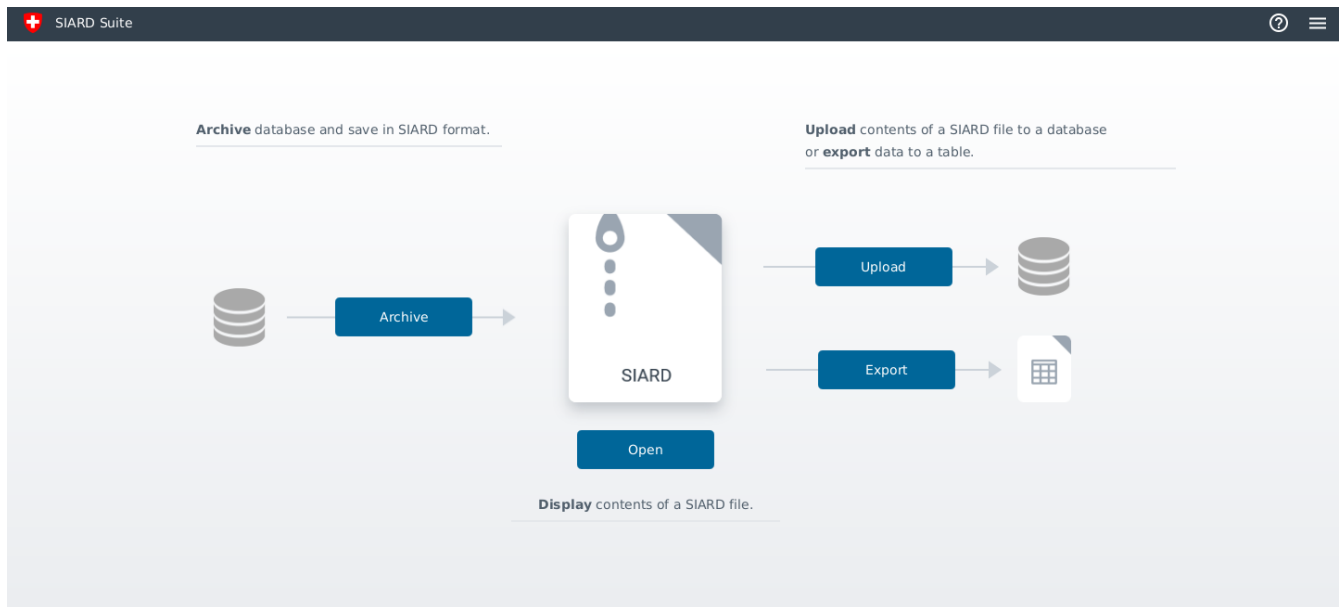 SIARD Suite
Archive database and save in SIARD format.
Upload contents of a SIARD file to a database
or export data to a table.
Upload
Archive
Export
SIARD
Open
Display contents of a SIARD file.